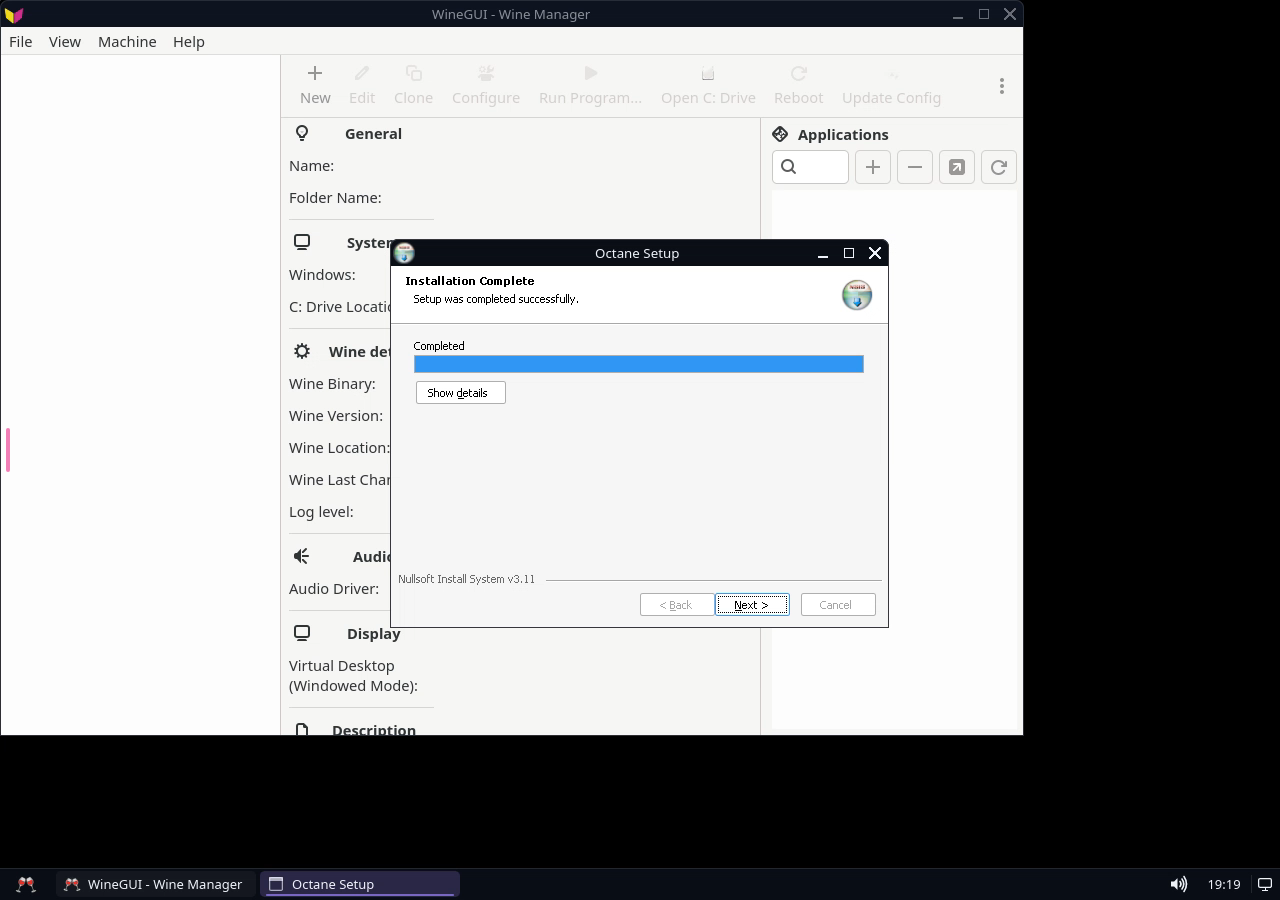 WineGUI - Wine Manager
File View Machine Help
New Edit Clone Configure Run Program... Open C: Drive Reboot Update Config
General
Name:
Folder Name:
Windows:
C: Drive
Wine
Wine Binary:
Wine Version:
Wine Location:
Wine Last
Log level:
Audio Driver:
Display
Virtual Desktop
(Windowed Mode):
Description
Applications
Octane Setup
Installation Complete
Setup was completed successfully.
Completed
Show details
Nullsoft Install System v3.11
< Back Next > Cancel
WineGUI - Wine Manager Octane Setup 19:19